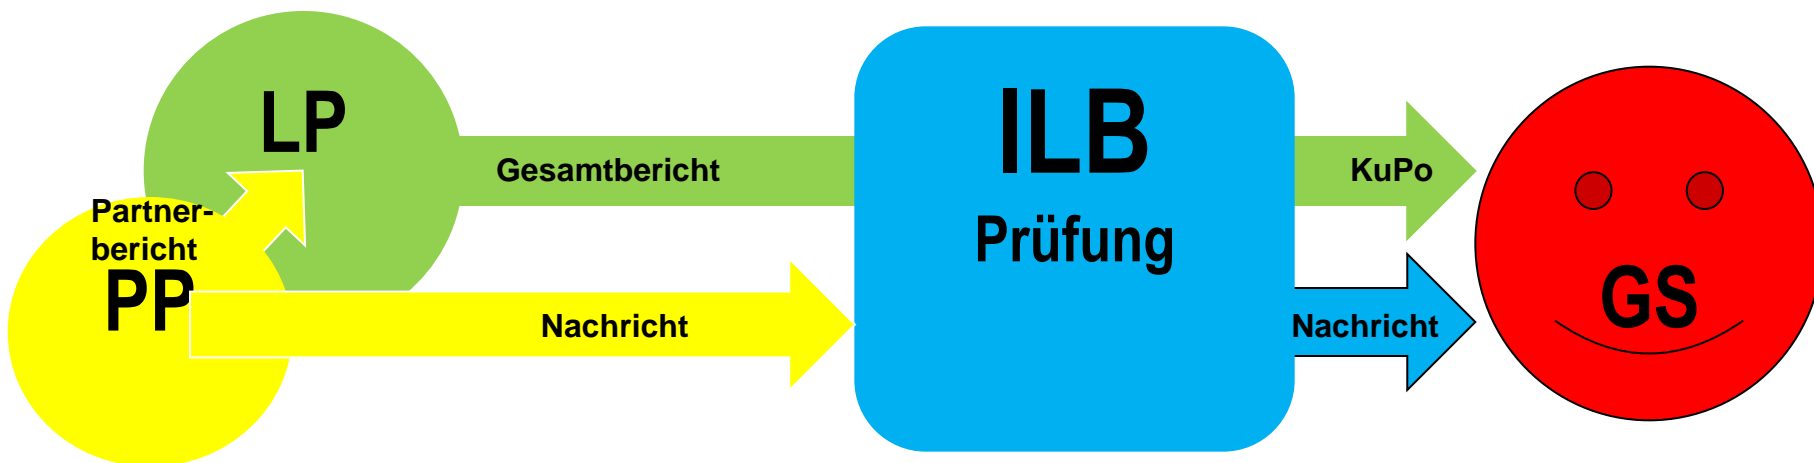 LP
Partner-
bericht
PP
Gesamtbericht
Nachricht
ILB
Prüfung
KuPo
Nachricht
GS